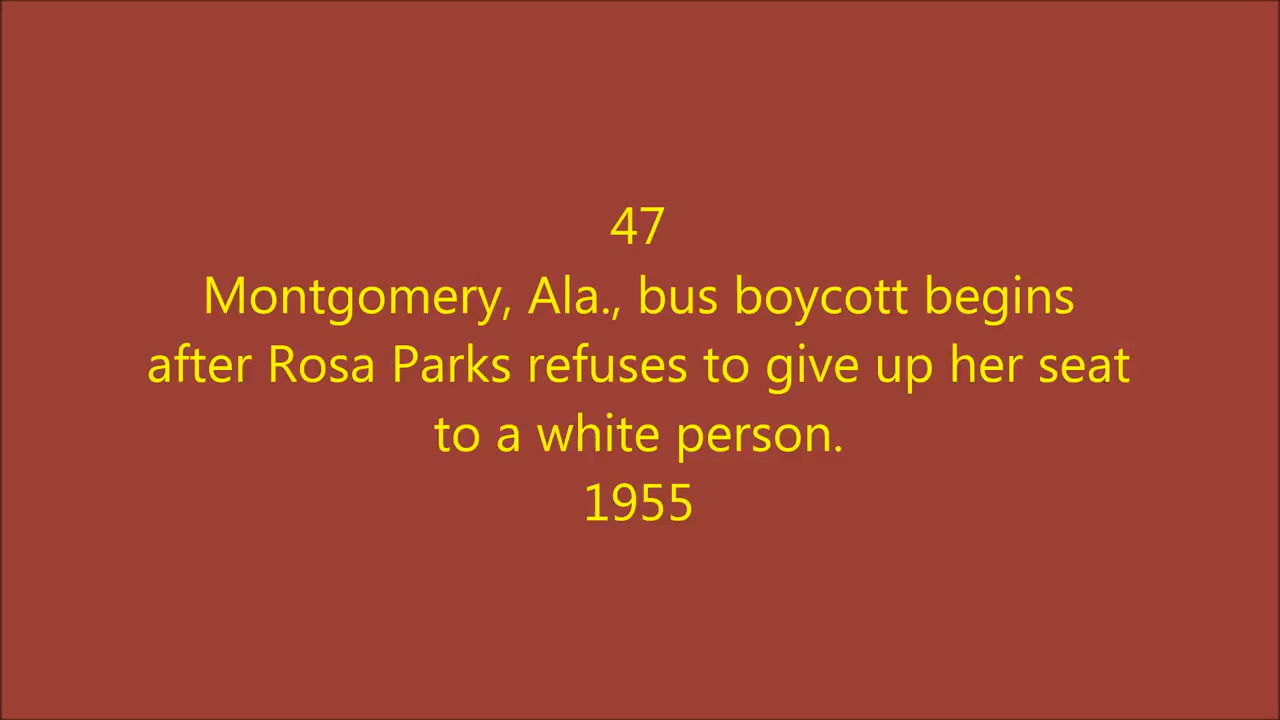 47
Montgomery, Ala., bus boycott begins
after Rosa Parks refuses to give up her seat
to a white person.
1955